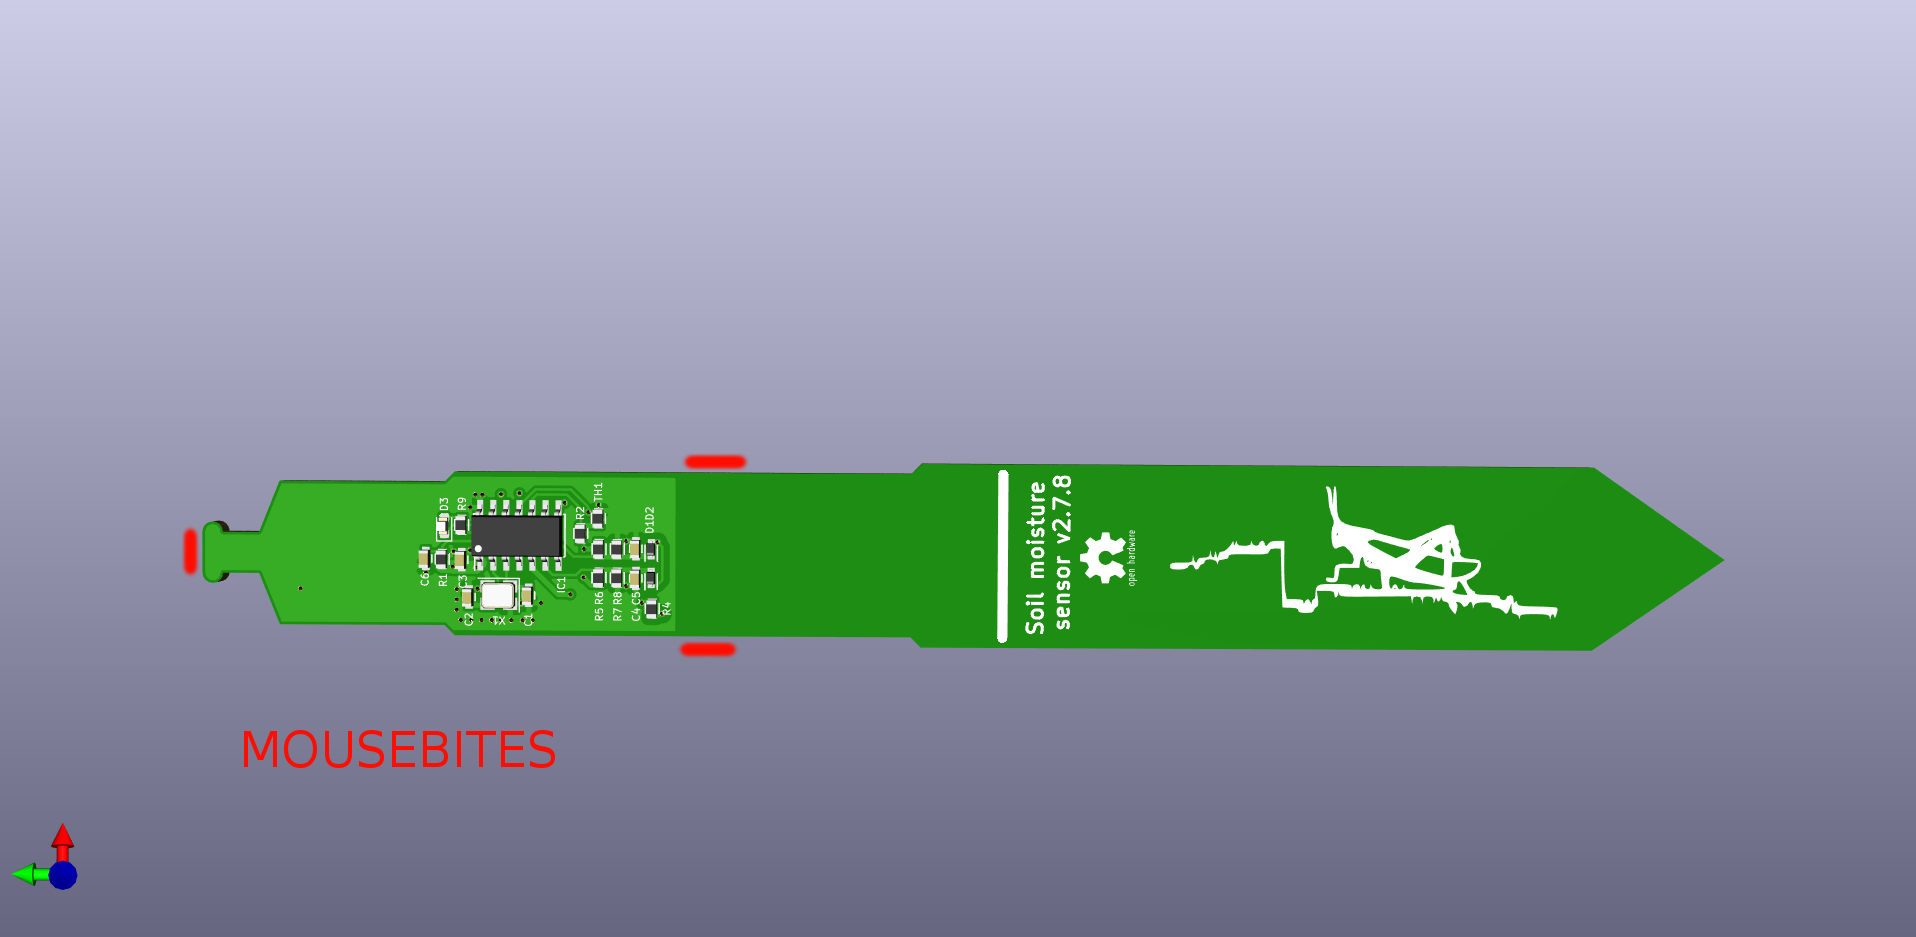 D3
R9
TH1
R2
D1D2
C6
R1
C3
IC1
C2
X
C1
R5
R6
R7
R8
C4
C5
R4
Soil moisture
sensor v2.7.8
open hardware
MOUSEBITES